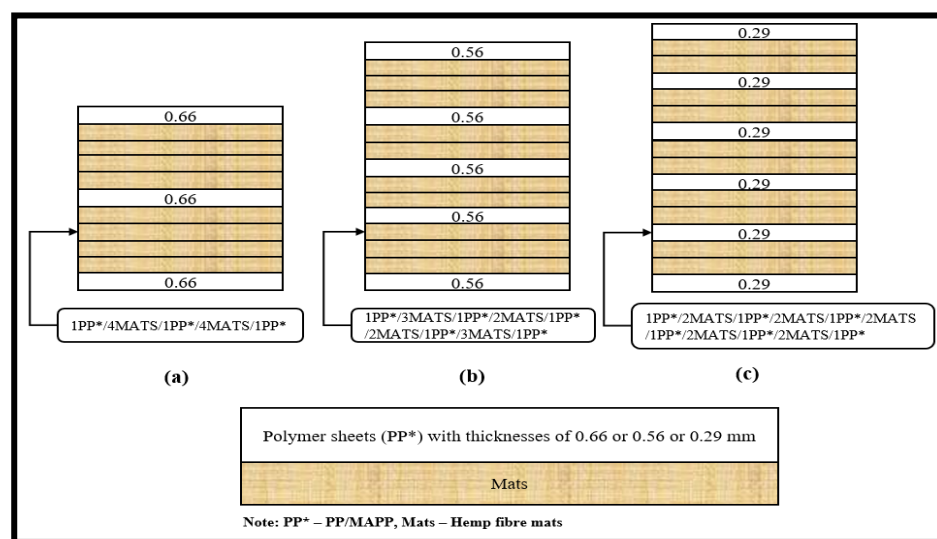 0.66
0.66
0.66
1PP*/4MATS/1PP*/4MATS/1PP*
(a)
0.56
0.56
0.56
0.56
0.56
1PP*/3MATS/1PP*/2MATS/1PP*
/2MATS/1PP*/3MATS/1PP*
(b)
0.29
0.29
0.29
0.29
0.29
0.29
1PP*/2MATS/1PP*/2MATS/1PP*/2MATS
/1PP*/2MATS/1PP*/2MATS/1PP*
(c)
Polymer sheets (PP*) with thicknesses of 0.66 or 0.56 or 0.29 mm
Mats
Note: PP* – PP/MAPP, Mats – Hemp fibre mats